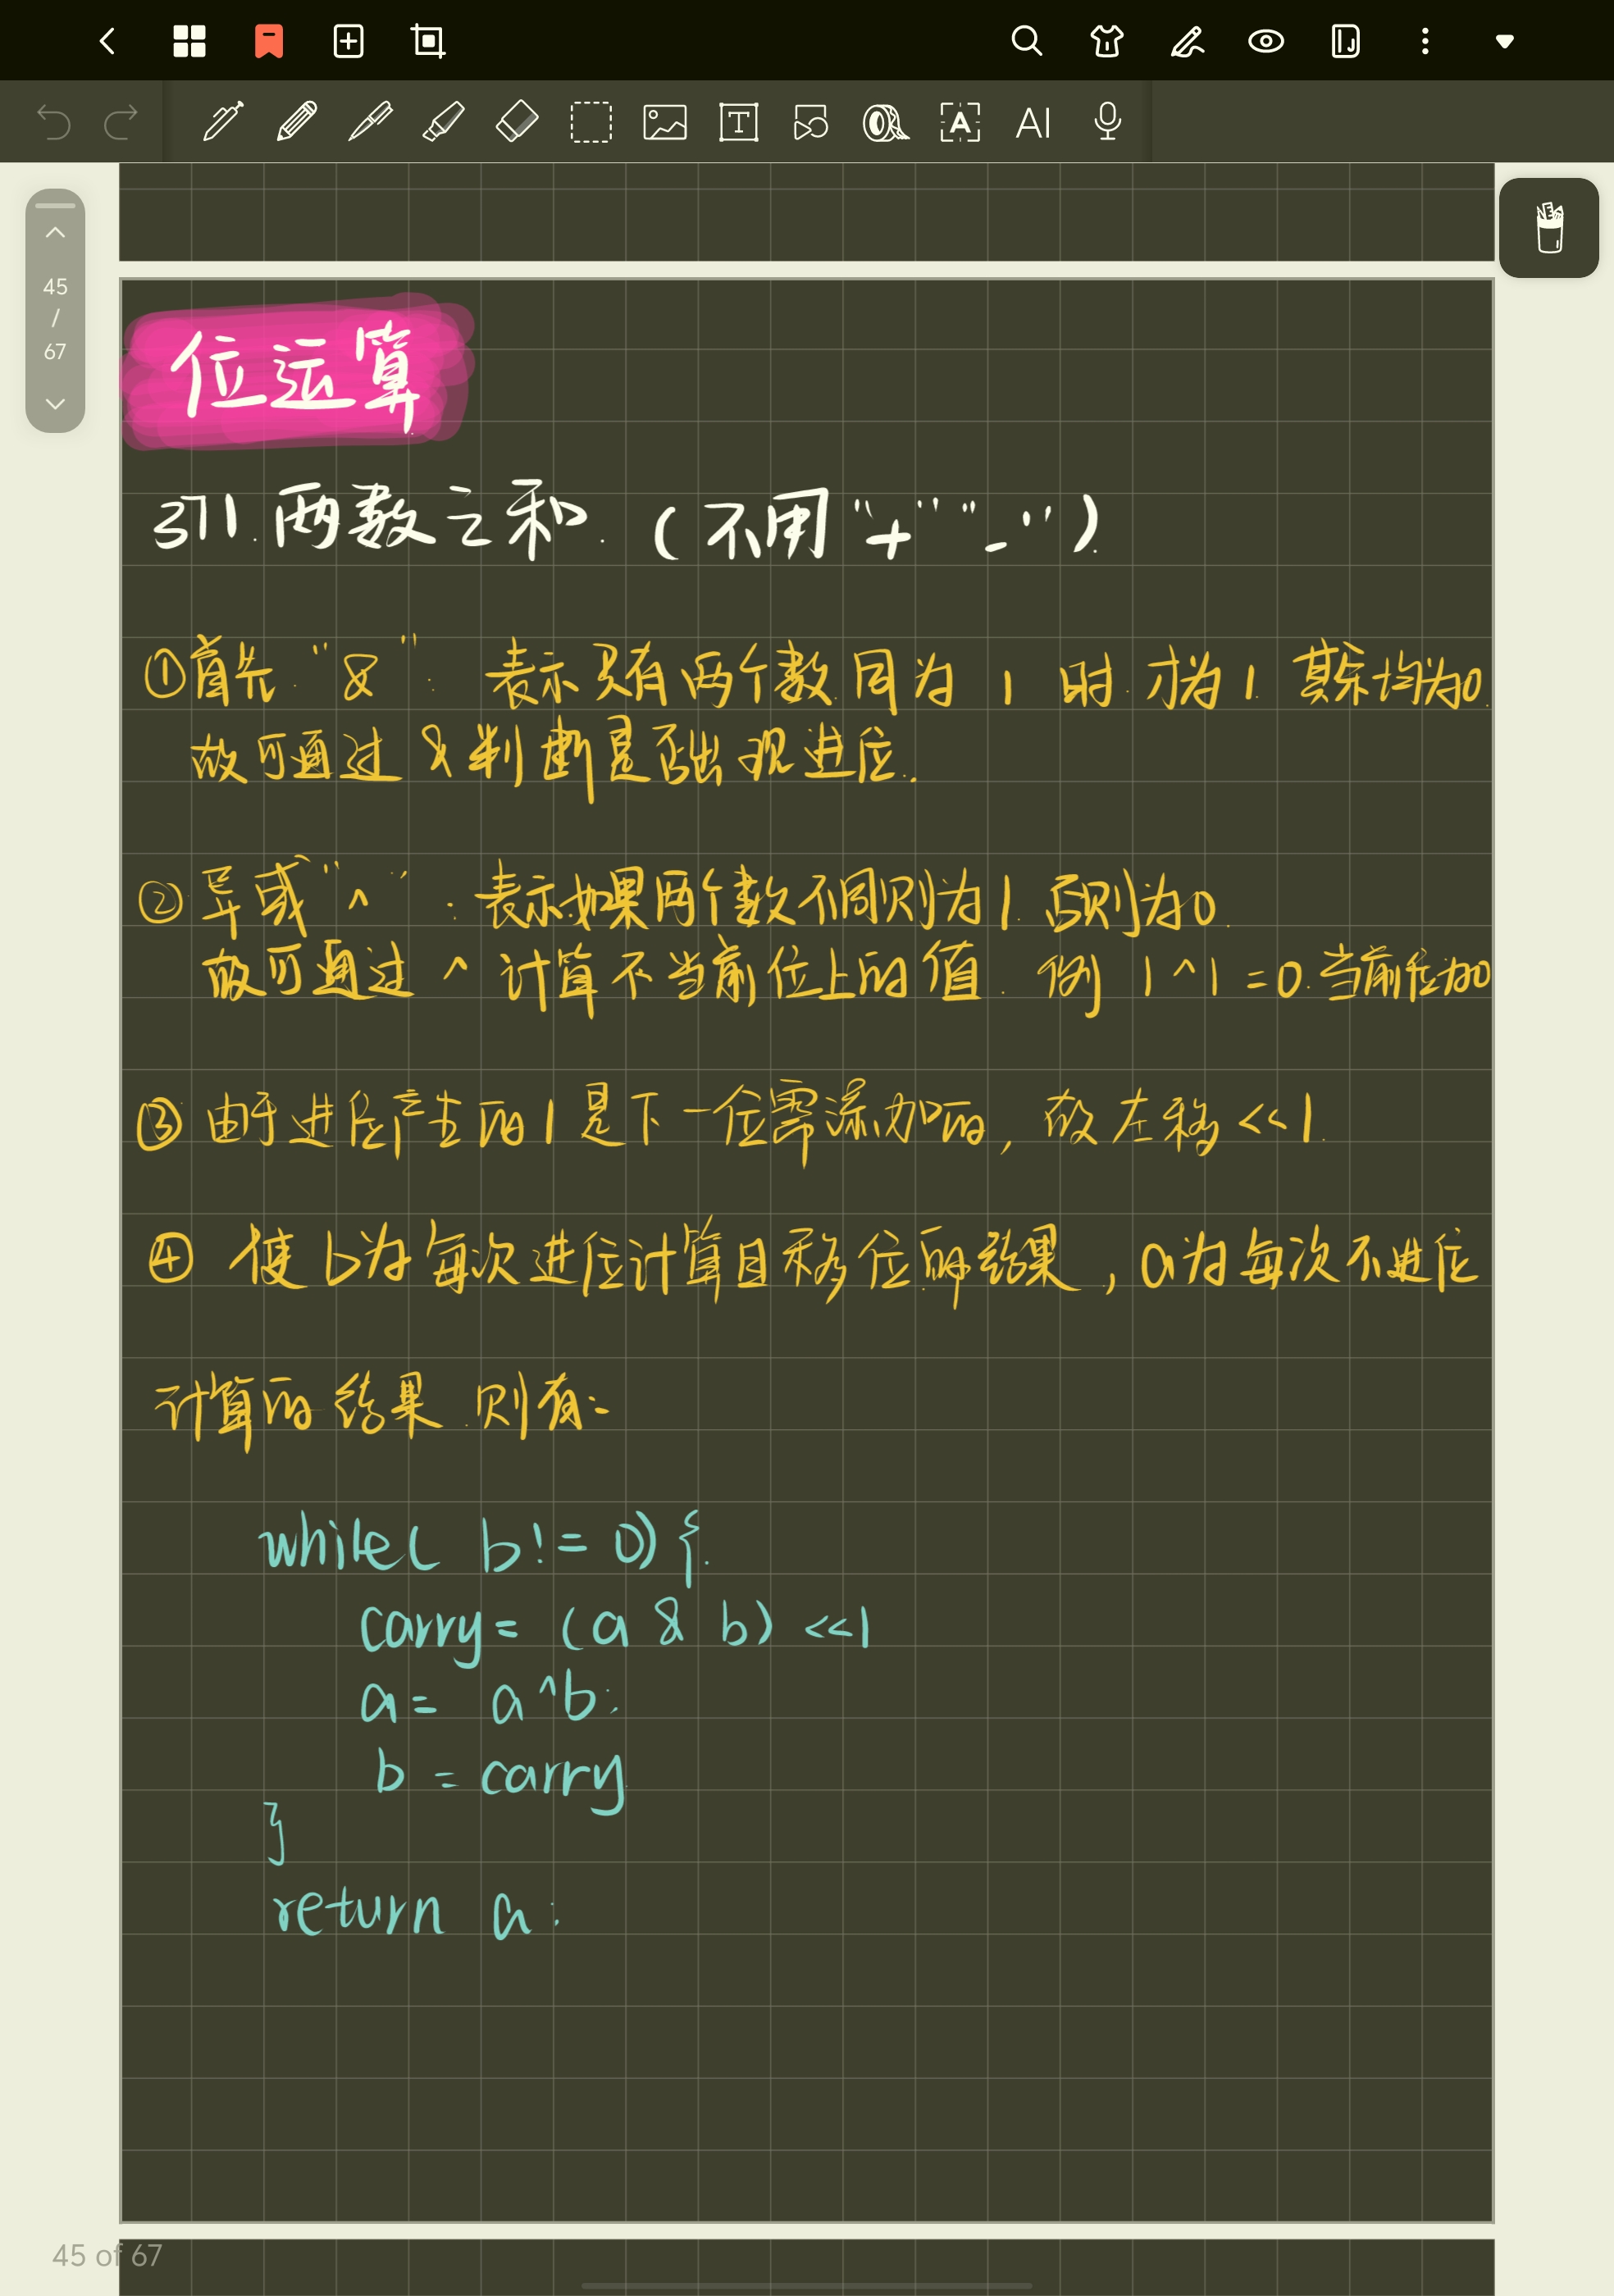 45
/
67
位运算
371.两数之和.（不用"+" "-"）
①首先"&": 表示只有两个数同为 1 时 才为1. 其余均为0.
故可通过 & 判断是否出现进位.
② 异或"^": 表示如果两个数不同则为1. 否则为0.
故可通过 ^ 计算不当前位上的值. 例 1^1=0.当前位为0
③ 由于进位产生的1是下一位需添加的, 故左移<<1.
④ 使b为每次进位计算且移位的结果, a为每次不进位
计算的结果.则有:
while( b!= 0){
carry= (a & b) <<1
a= a^b;
b = carry
}
return a;
45 of 67